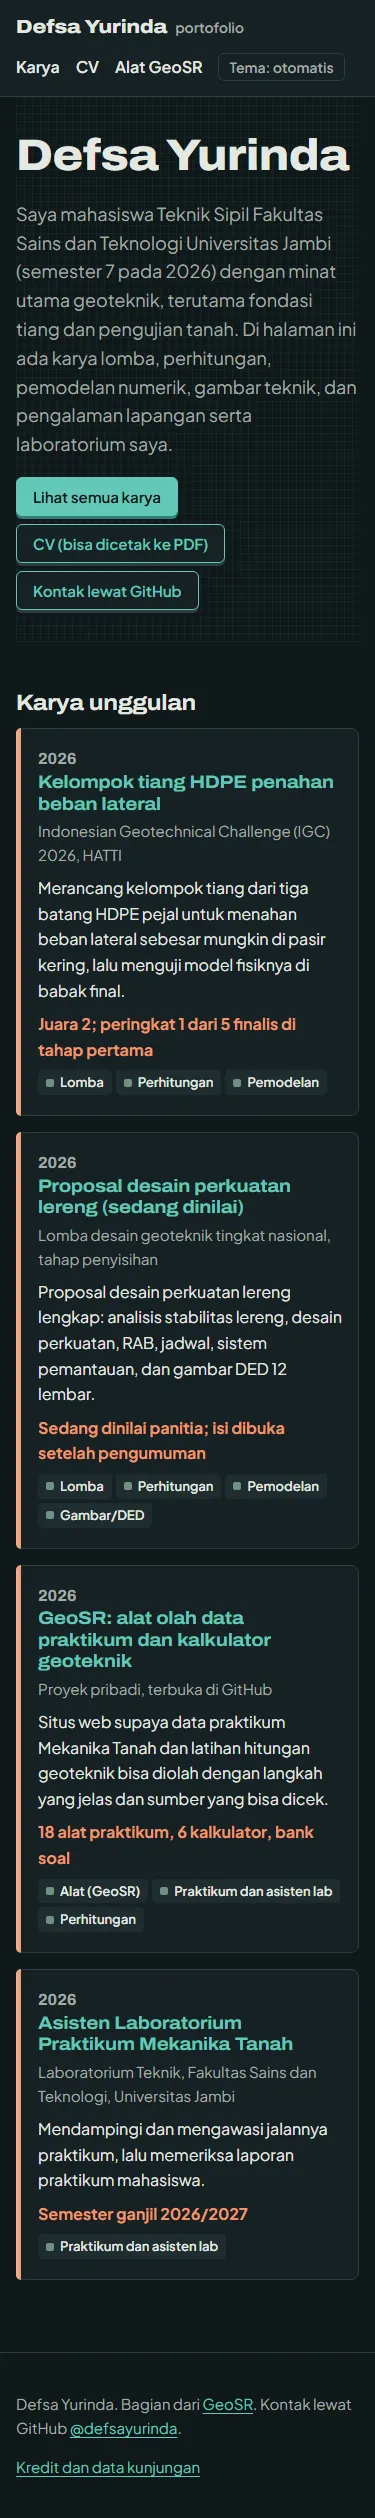 Defsa Yurinda portofolio
Karya CV Alat GeoSR Tema: otomatis
Defsa Yurinda
Saya mahasiswa Teknik Sipil Fakultas
Sains dan Teknologi Universitas Jambi
(semester 7 pada 2026) dengan minat
utama geoteknik, terutama fondasi
tiang dan pengujian tanah. Di halaman ini
ada karya lomba, perhitungan,
pemodelan numerik, gambar teknik, dan
pengalaman lapangan serta
laboratorium saya.
Lihat semua karya
CV (bisa dicetak ke PDF)
Kontak lewat GitHub
Karya unggulan
2026
Kelompok tiang HDPE penahan
beban lateral
Indonesian Geotechnical Challenge (IGC)
2026, HATTI
Merancang kelompok tiang dari tiga
batang HDPE pejal untuk menahan
beban lateral sebesar mungkin di pasir
kering, lalu menguji model fisiknya di
babak final.
Juara 2; peringkat 1 dari 5 finalis di
tahap pertama
Lomba Perhitungan Pemodelan
2026
Proposal desain perkuatan
lereng (sedang dinilai)
Lomba desain geoteknik tingkat nasional,
tahap penyisihan
Proposal desain perkuatan lereng
lengkap: analisis stabilitas lereng, desain
perkuatan, RAB, jadwal, sistem
pemantauan, dan gambar DED 12
lembar.
Sedang dinilai panitia; isi dibuka
setelah pengumuman
Lomba Perhitungan Pemodelan
Gambar/DED
2026
GeoSR: alat olah data
praktikum dan kalkulator
geoteknik
Proyek pribadi, terbuka di GitHub
Situs web supaya data praktikum
Mekanika Tanah dan latihan hitungan
geoteknik bisa diolah dengan langkah
yang jelas dan sumber yang bisa dicek.
18 alat praktikum, 6 kalkulator, bank
soal
Alat (GeoSR) Praktikum dan asisten lab
Perhitungan
2026
Asisten Laboratorium
Praktikum Mekanika Tanah
Laboratorium Teknik, Fakultas Sains dan
Teknologi, Universitas Jambi
Mendampingi dan mengawasi jalannya
praktikum, lalu memeriksa laporan
praktikum mahasiswa.
Semester ganjil 2026/2027
Praktikum dan asisten lab
Defsa Yurinda. Bagian dari GeoSR. Kontak lewat
GitHub @defsayurinda.
Kredit dan data kunjungan